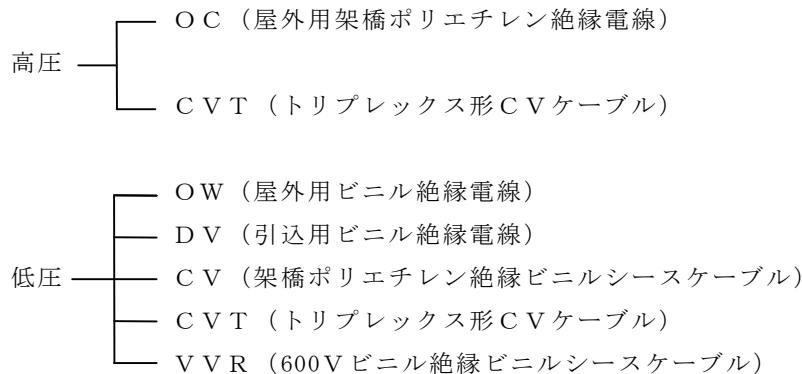 ＯＣ（屋外用架橋ポリエチレン絶縁電線）
高圧
ＣＶＴ（トリプレックス形ＣＶケーブル）
ＯＷ（屋外用ビニル絶縁電線）
ＤＶ（引込用ビニル絶縁電線）
低圧 ＣＶ（架橋ポリエチレン絶縁ビニルシースケーブル）
ＣＶＴ（トリプレックス形ＣＶケーブル）
ＶＶＲ（600Ｖビニル絶縁ビニルシースケーブル）